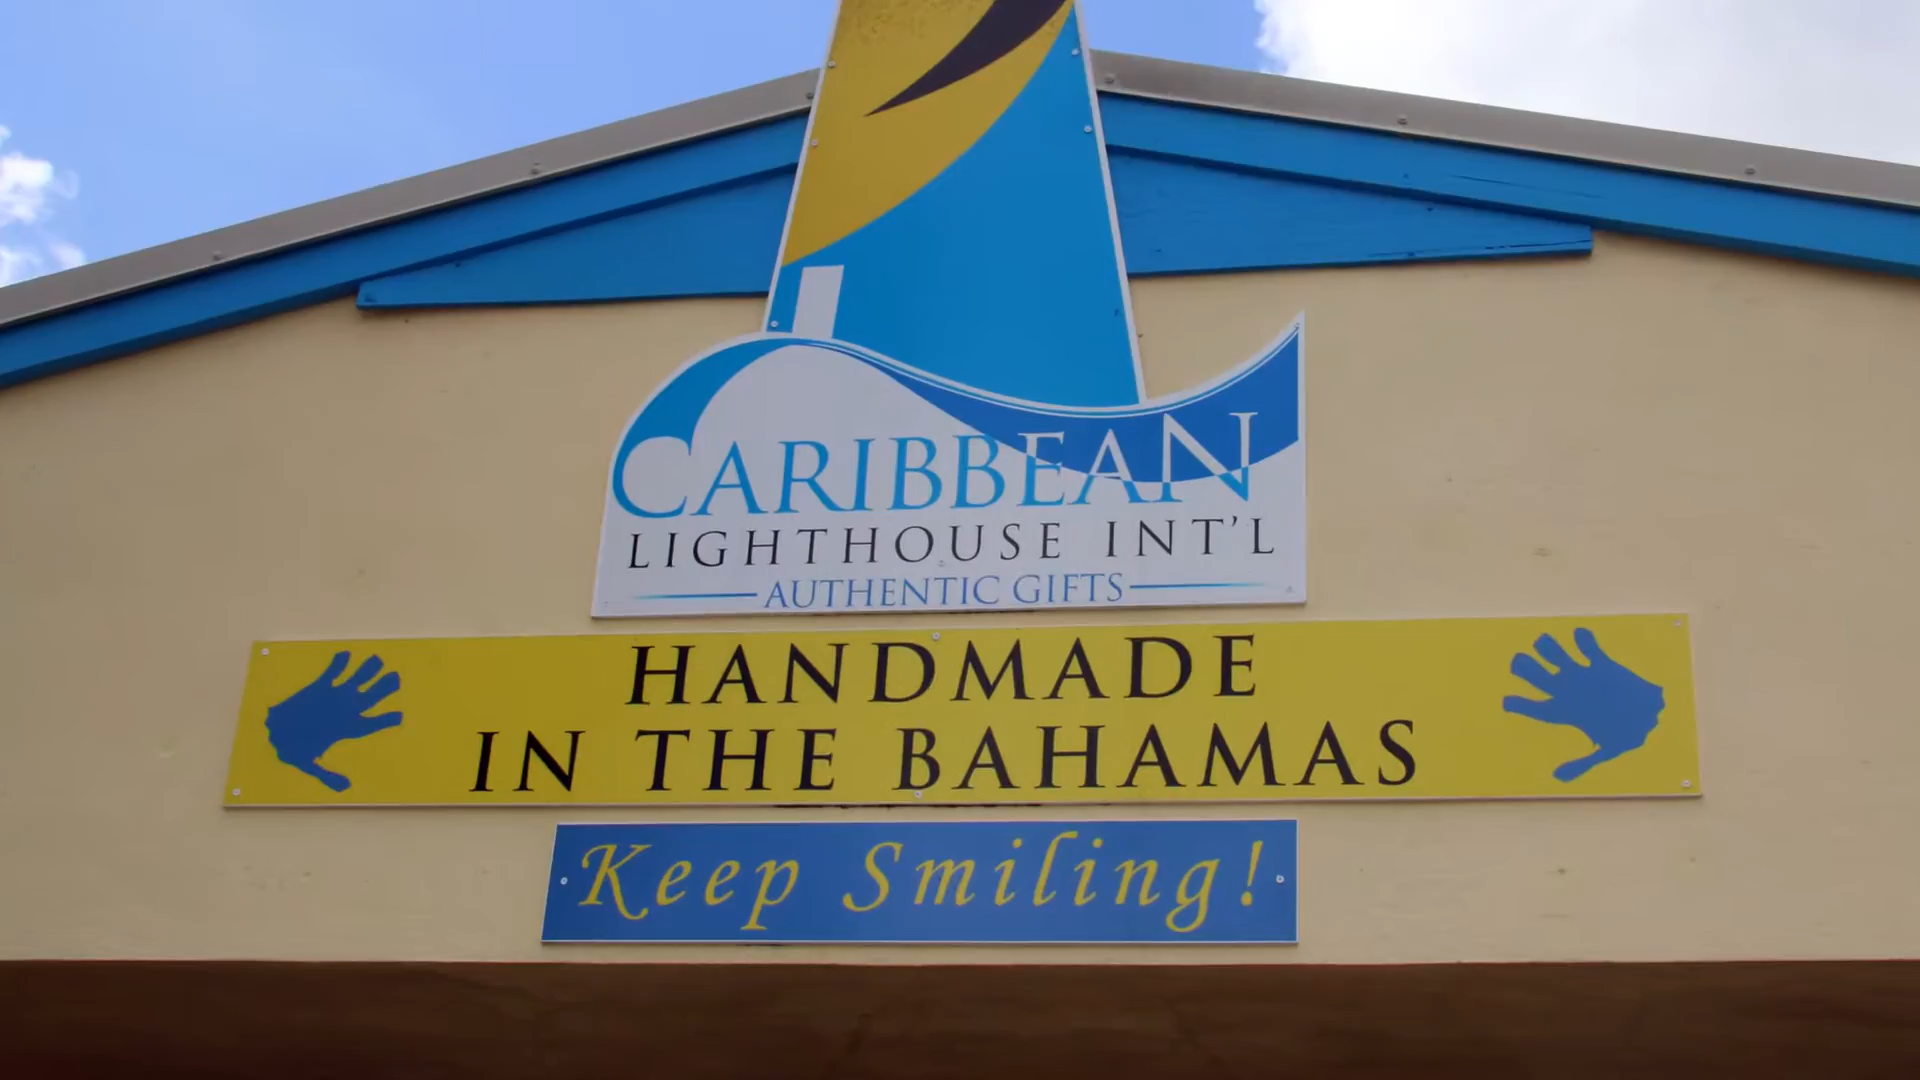 CARIBBEAN
LIGHTHOUSE INT'L
AUTHENTIC GIFTS
HANDMADE
IN THE BAHAMAS
Keep Smiling!